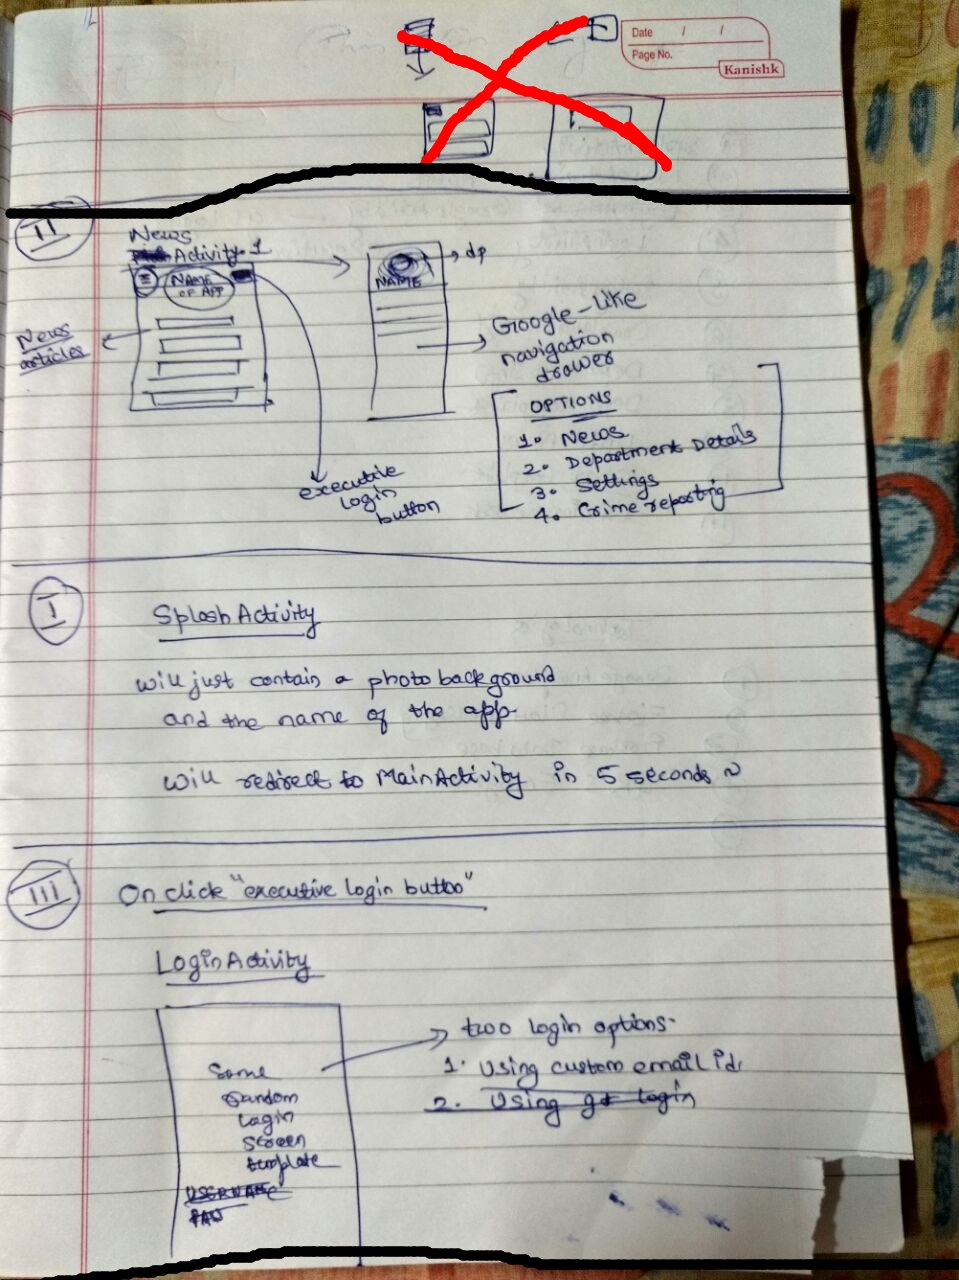 Date / /
Page No.
Kanishk
II
News
Activity-1
NAME
OF APP
News
articles
dp
NAME
Google-like
navigation
drawer
executive
login
button
OPTIONS
1. News
2. Department Details
3. Settings
4. Crime reporting
I
Splash Activity
will just contain a photo background
and the name of the app
will redirect to MainActivity in 5 seconds ~
III
On click "executive login button"
Login Activity
Some
random
login
screen
template
USERNAME
two login options-
1. Using custom email id.
2. Using g+ login